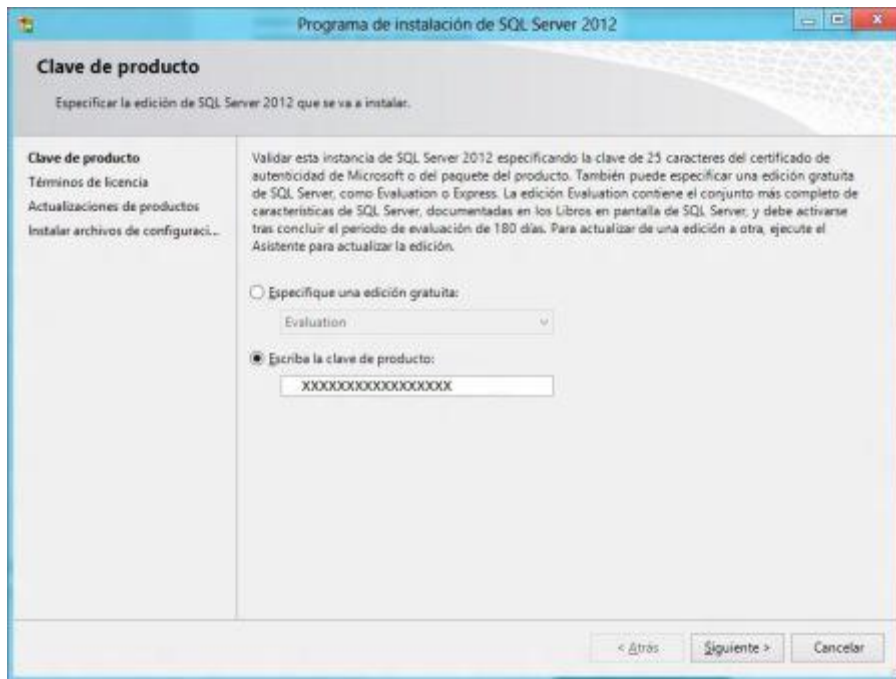 Programa de instalación de SQL Server 2012
Clave de producto
Especificar la edición de SQL Server 2012 que se va a instalar.
Clave de producto
Términos de licencia
Actualizaciones de productos
Instalar archivos de configuraci...
Validar esta instancia de SQL Server 2012 especificando la clave de 25 caracteres del certificado de
autenticidad de Microsoft o del paquete del producto. También puede especificar una edición gratuita
de SQL Server, como Evaluation o Express. La edición Evaluation contiene el conjunto más completo de
características de SQL Server, documentadas en los Libros en pantalla de SQL Server, y debe activarse
tras concluir el periodo de evaluación de 180 días. Para actualizar de una edición a otra, ejecute el
Asistente para actualizar la edición.
Especifique una edición gratuita:
Evaluation
Escriba la clave de producto:
XXXXXXXXXXXXXXXXX
< Atrás
Siguiente >
Cancelar